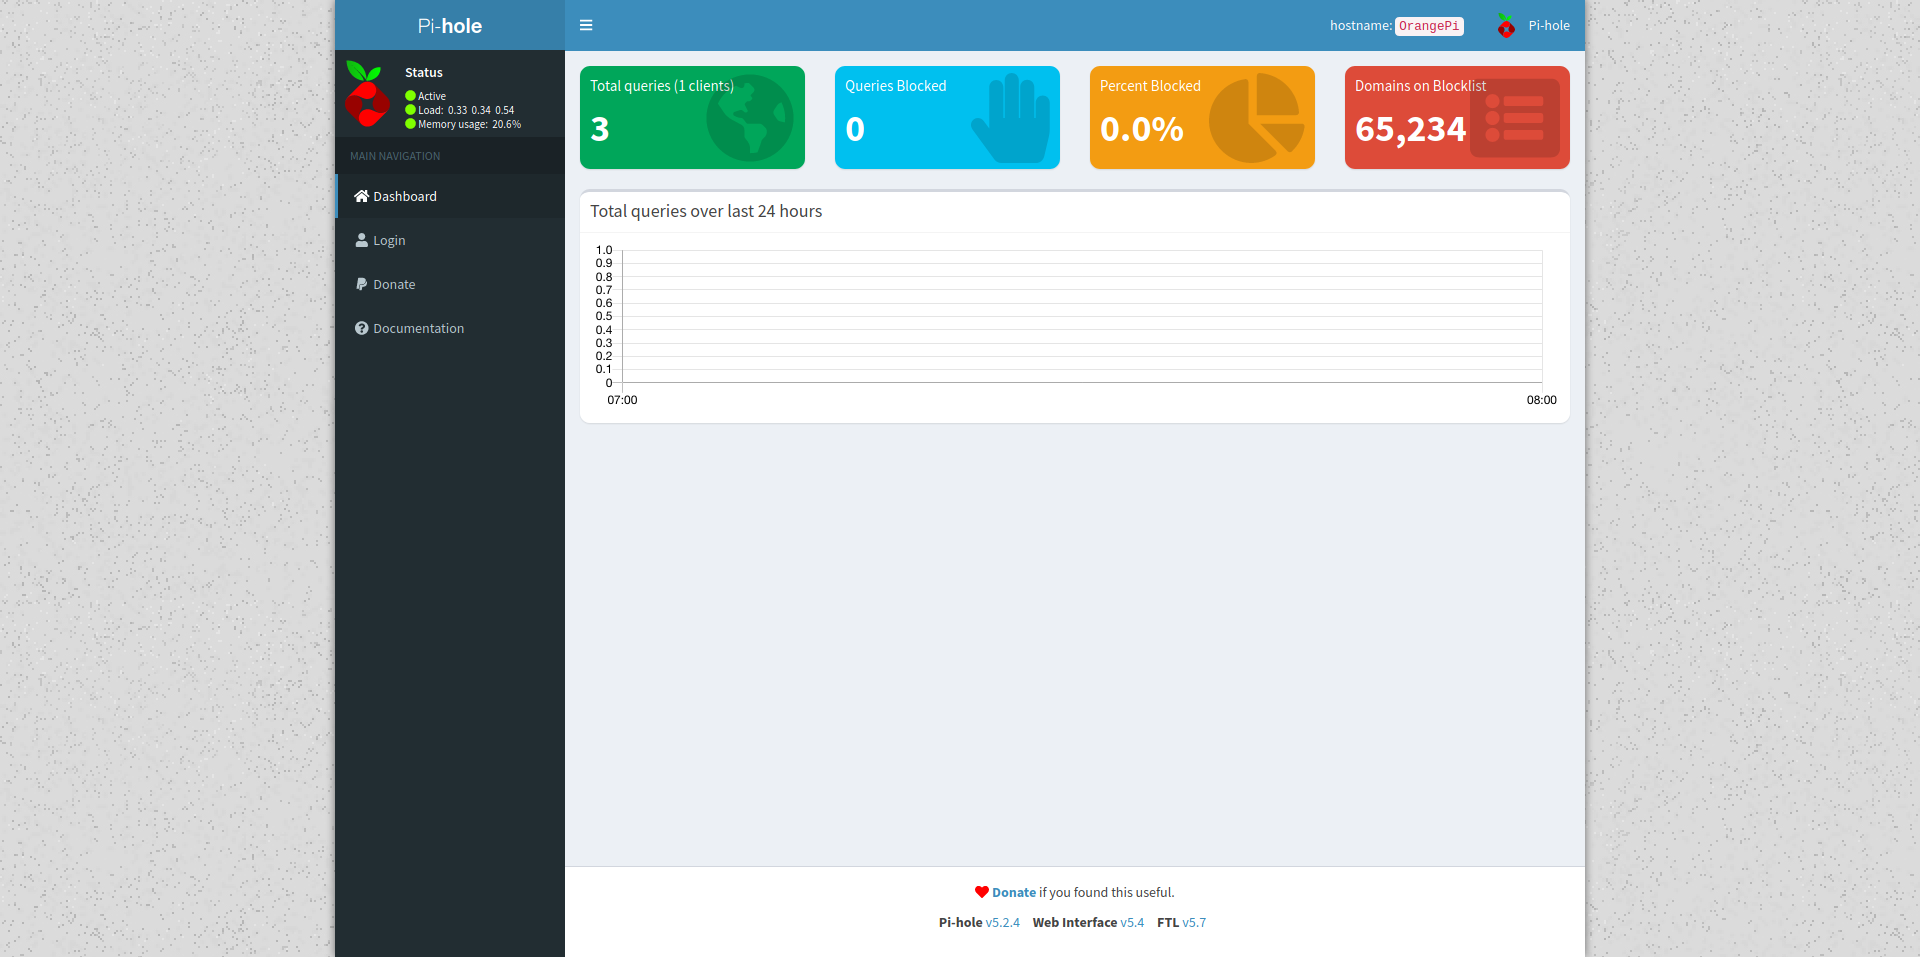 Pi-hole
hostname: OrangePi
Pi-hole
Status
Active
Load: 0.33 0.34 0.54
Memory usage: 20.6%
MAIN NAVIGATION
Dashboard
Login
Donate
Documentation
Total queries (1 clients)
3
Queries Blocked
0
Percent Blocked
0.0%
Domains on Blocklist
65,234
Total queries over last 24 hours
1.0
0.9
0.8
0.7
0.6
0.5
0.4
0.3
0.2
0.1
0
07:00 08:00
Donate if you found this useful.
Pi-hole v5.2.4 Web Interface v5.4 FTL v5.7